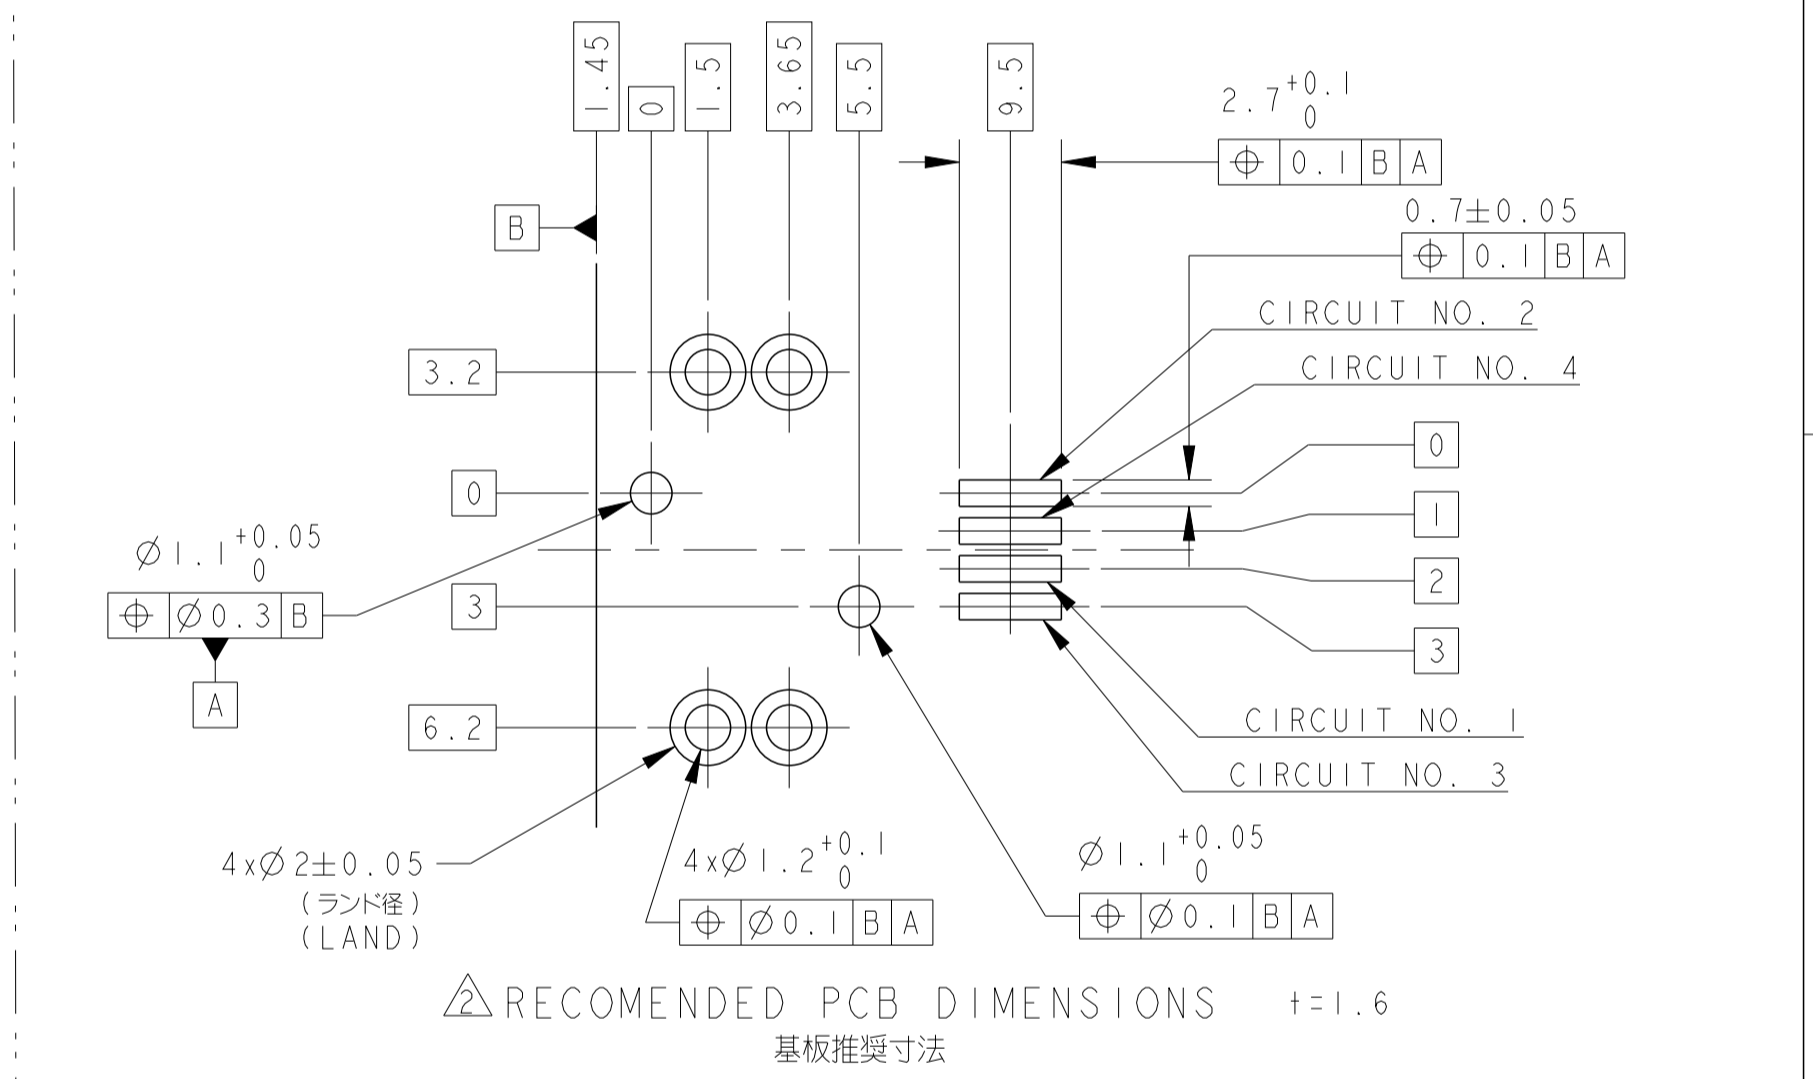 1.45
0
1.5
3.65
5.5
9.5
2.7 +0.1 0
⌖ 0.1 B A
0.7±0.05
⌖ 0.1 B A
B
CIRCUIT NO. 2
CIRCUIT NO. 4
3.2
0
0
1
Ø1.1 +0.05 0
⌖ Ø0.3 B
A
3
2
3
6.2
CIRCUIT NO. 1
CIRCUIT NO. 3
4xØ2±0.05
(ランド径)
(LAND)
4xØ1.2 +0.1 0
⌖ Ø0.1 B A
Ø1.1 +0.05 0
⌖ Ø0.1 B A
2 RECOMENDED PCB DIMENSIONS t=1.6
基板推奨寸法